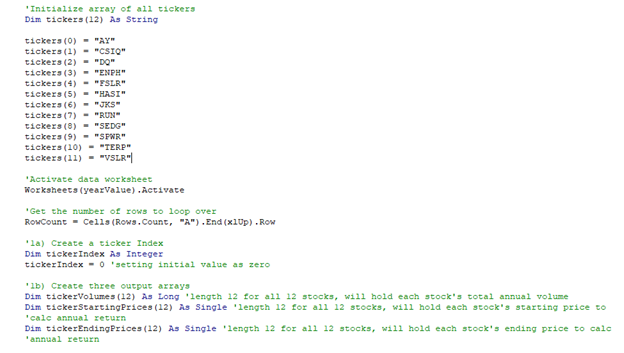 'Initialize array of all tickers
Dim tickers(12) As String
tickers(0) = "AY"
tickers(1) = "CSIQ"
tickers(2) = "DQ"
tickers(3) = "ENPH"
tickers(4) = "FSLR"
tickers(5) = "HASI"
tickers(6) = "JKS"
tickers(7) = "RUN"
tickers(8) = "SEDG"
tickers(9) = "SPWR"
tickers(10) = "TERP"
tickers(11) = "VSLR"
'Activate data worksheet
Worksheets(yearValue).Activate
'Get the number of rows to loop over
RowCount = Cells(Rows.Count, "A").End(xlUp).Row
'1a) Create a ticker Index
Dim tickerIndex As Integer
tickerIndex = 0 'setting initial value as zero
'1b) Create three output arrays
Dim tickerVolumes(12) As Long 'length 12 for all 12 stocks, will hold each stock's total annual volume
Dim tickerStartingPrices(12) As Single 'length 12 for all 12 stocks, will hold each stock's starting price to
'calc annual return
Dim tickerEndingPrices(12) As Single 'length 12 for all 12 stocks, will hold each stock's ending price to calc
'annual return